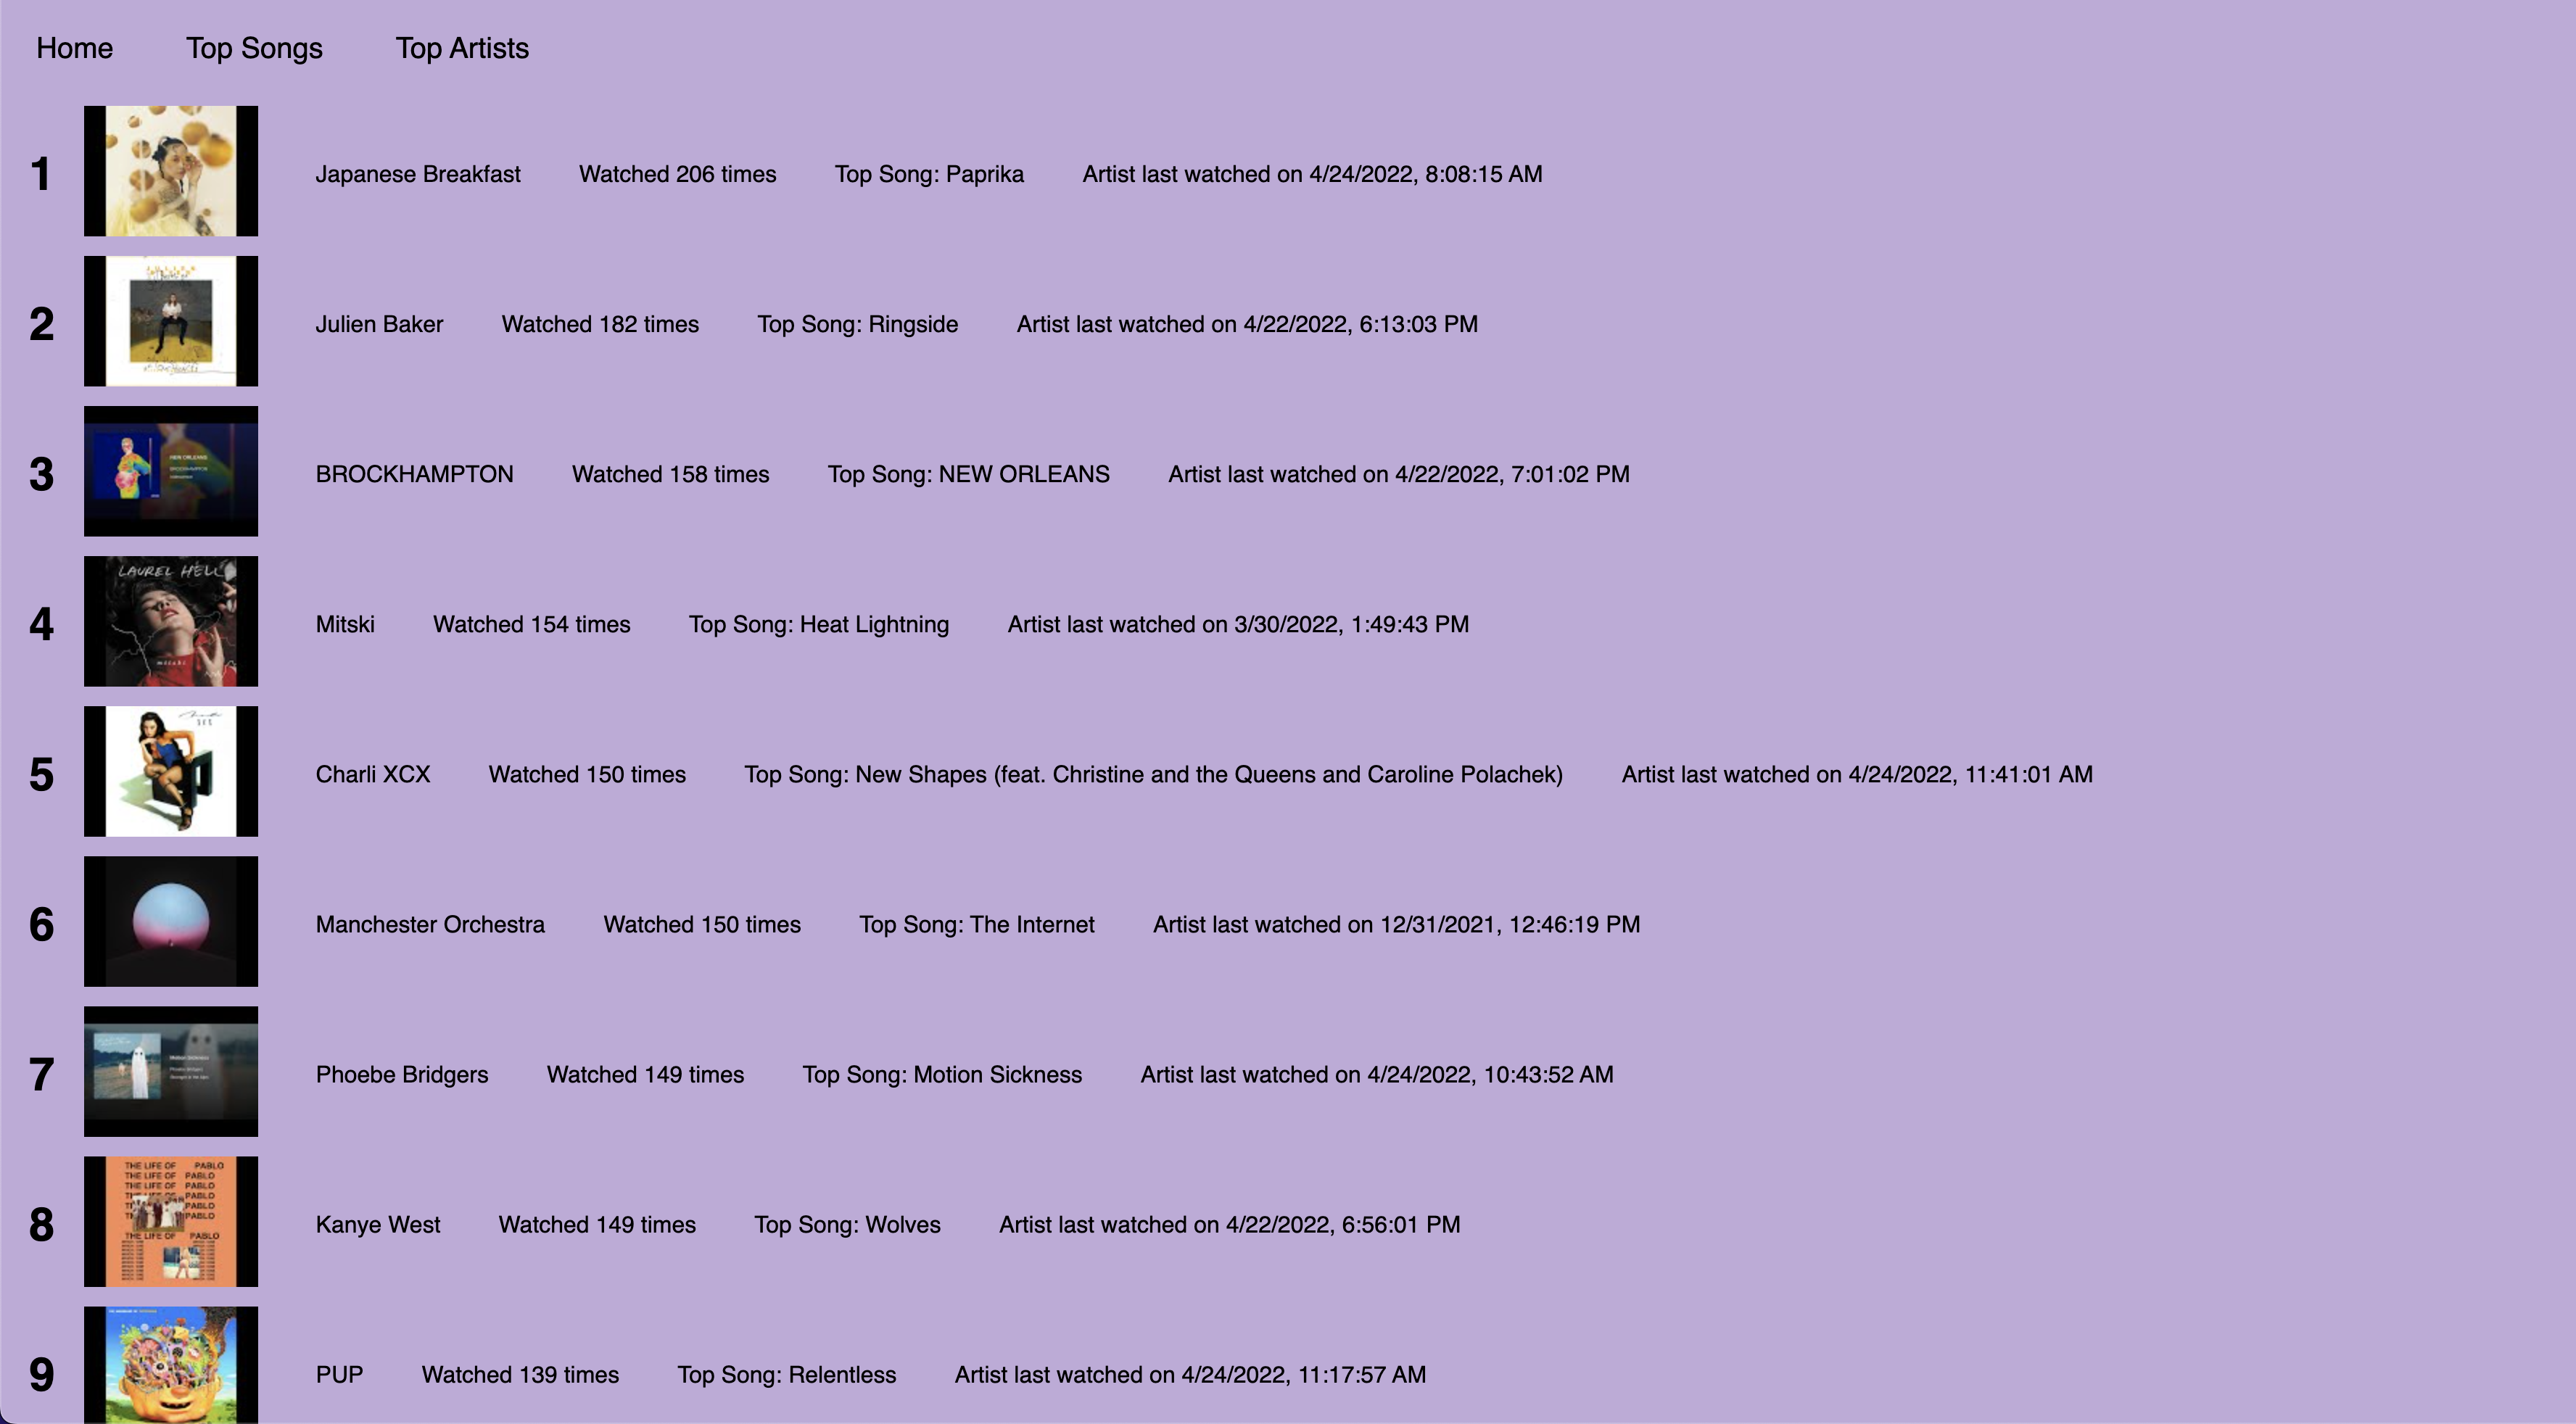 Home Top Songs Top Artists
1 Japanese Breakfast Watched 206 times Top Song: Paprika Artist last watched on 4/24/2022, 8:08:15 AM
2 Julien Baker Watched 182 times Top Song: Ringside Artist last watched on 4/22/2022, 6:13:03 PM
NEW ORLEANS
BROCKHAMPTON
3 BROCKHAMPTON Watched 158 times Top Song: NEW ORLEANS Artist last watched on 4/22/2022, 7:01:02 PM
LAUREL HELL
4 Mitski Watched 154 times Top Song: Heat Lightning Artist last watched on 3/30/2022, 1:49:43 PM
mitski
5 Charli XCX Watched 150 times Top Song: New Shapes (feat. Christine and the Queens and Caroline Polachek) Artist last watched on 4/24/2022, 11:41:01 AM
6 Manchester Orchestra Watched 150 times Top Song: The Internet Artist last watched on 12/31/2021, 12:46:19 PM
Motion Sickness
Phoebe Bridgers
7 Phoebe Bridgers Watched 149 times Top Song: Motion Sickness Artist last watched on 4/24/2022, 10:43:52 AM
THE LIFE OF PABLO
THE LIFE OF PABLO
THE LIFE OF PABLO
THE LIFE OF PABLO
PABLO
PABLO
8 Kanye West Watched 149 times Top Song: Wolves Artist last watched on 4/22/2022, 6:56:01 PM
THE LIFE OF PABLO
9 PUP Watched 139 times Top Song: Relentless Artist last watched on 4/24/2022, 11:17:57 AM